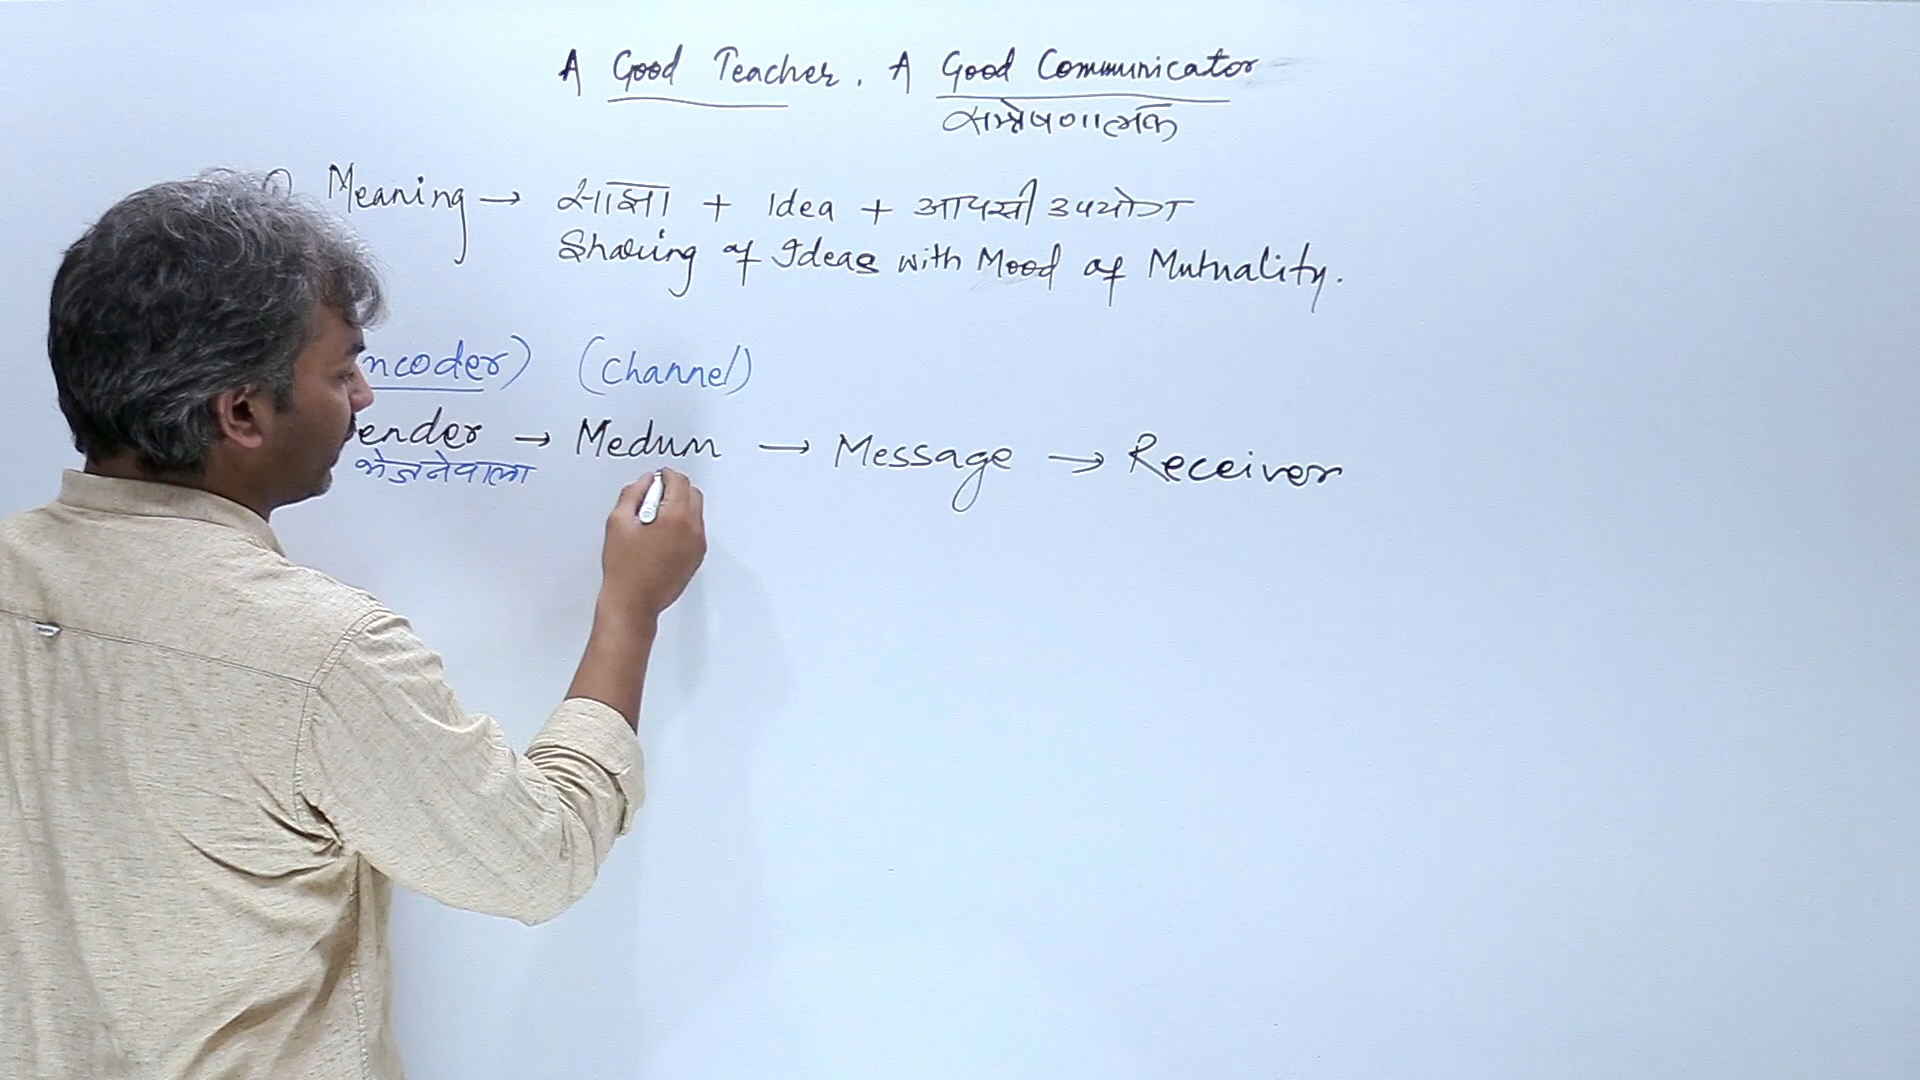 A Good Teacher. A Good Communicator
सम्प्रेषणात्मक
Meaning → साझा + Idea + आपसी उपयोग
Sharing of Ideas with Mood of Mutuality.
ncoder) (Channel)
ender → Medum → Message → Receiver
भेजनेवाला